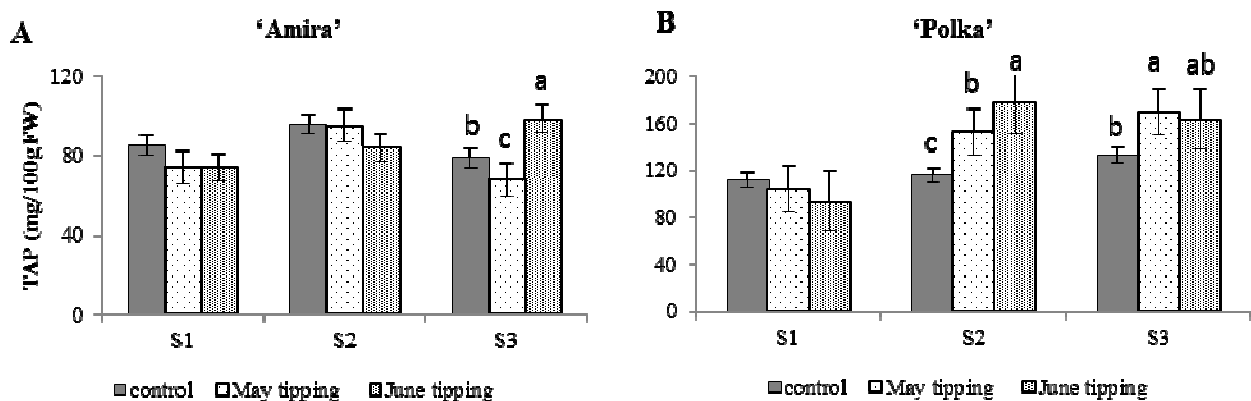 A
'Amira'
TAP (mg/100gFW)
120
80
40
0
b
c
a
S1
S2
S3
control
May tipping
June tipping
B
'Polka'
200
160
120
80
40
0
c
b
a
b
a
ab
S1
S2
S3
control
May tipping
June tipping